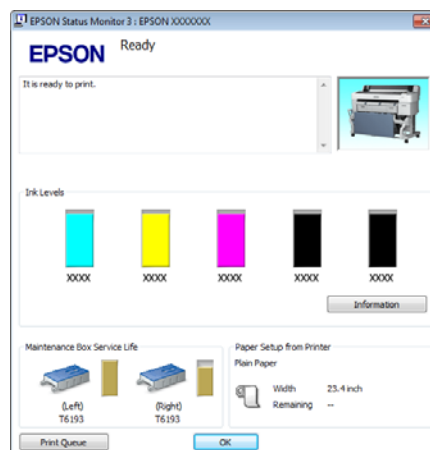 EPSON Status Monitor 3 : EPSON XXXXXXX
EPSON
Ready
It is ready to print.
Ink Levels
XXXX XXXX XXXX XXXX XXXX
Information
Maintenance Box Service Life
(Left) (Right)
T6193 T6193
Paper Setup from Printer
Plain Paper
Width 23.4 inch
Remaining --
Print Queue
OK